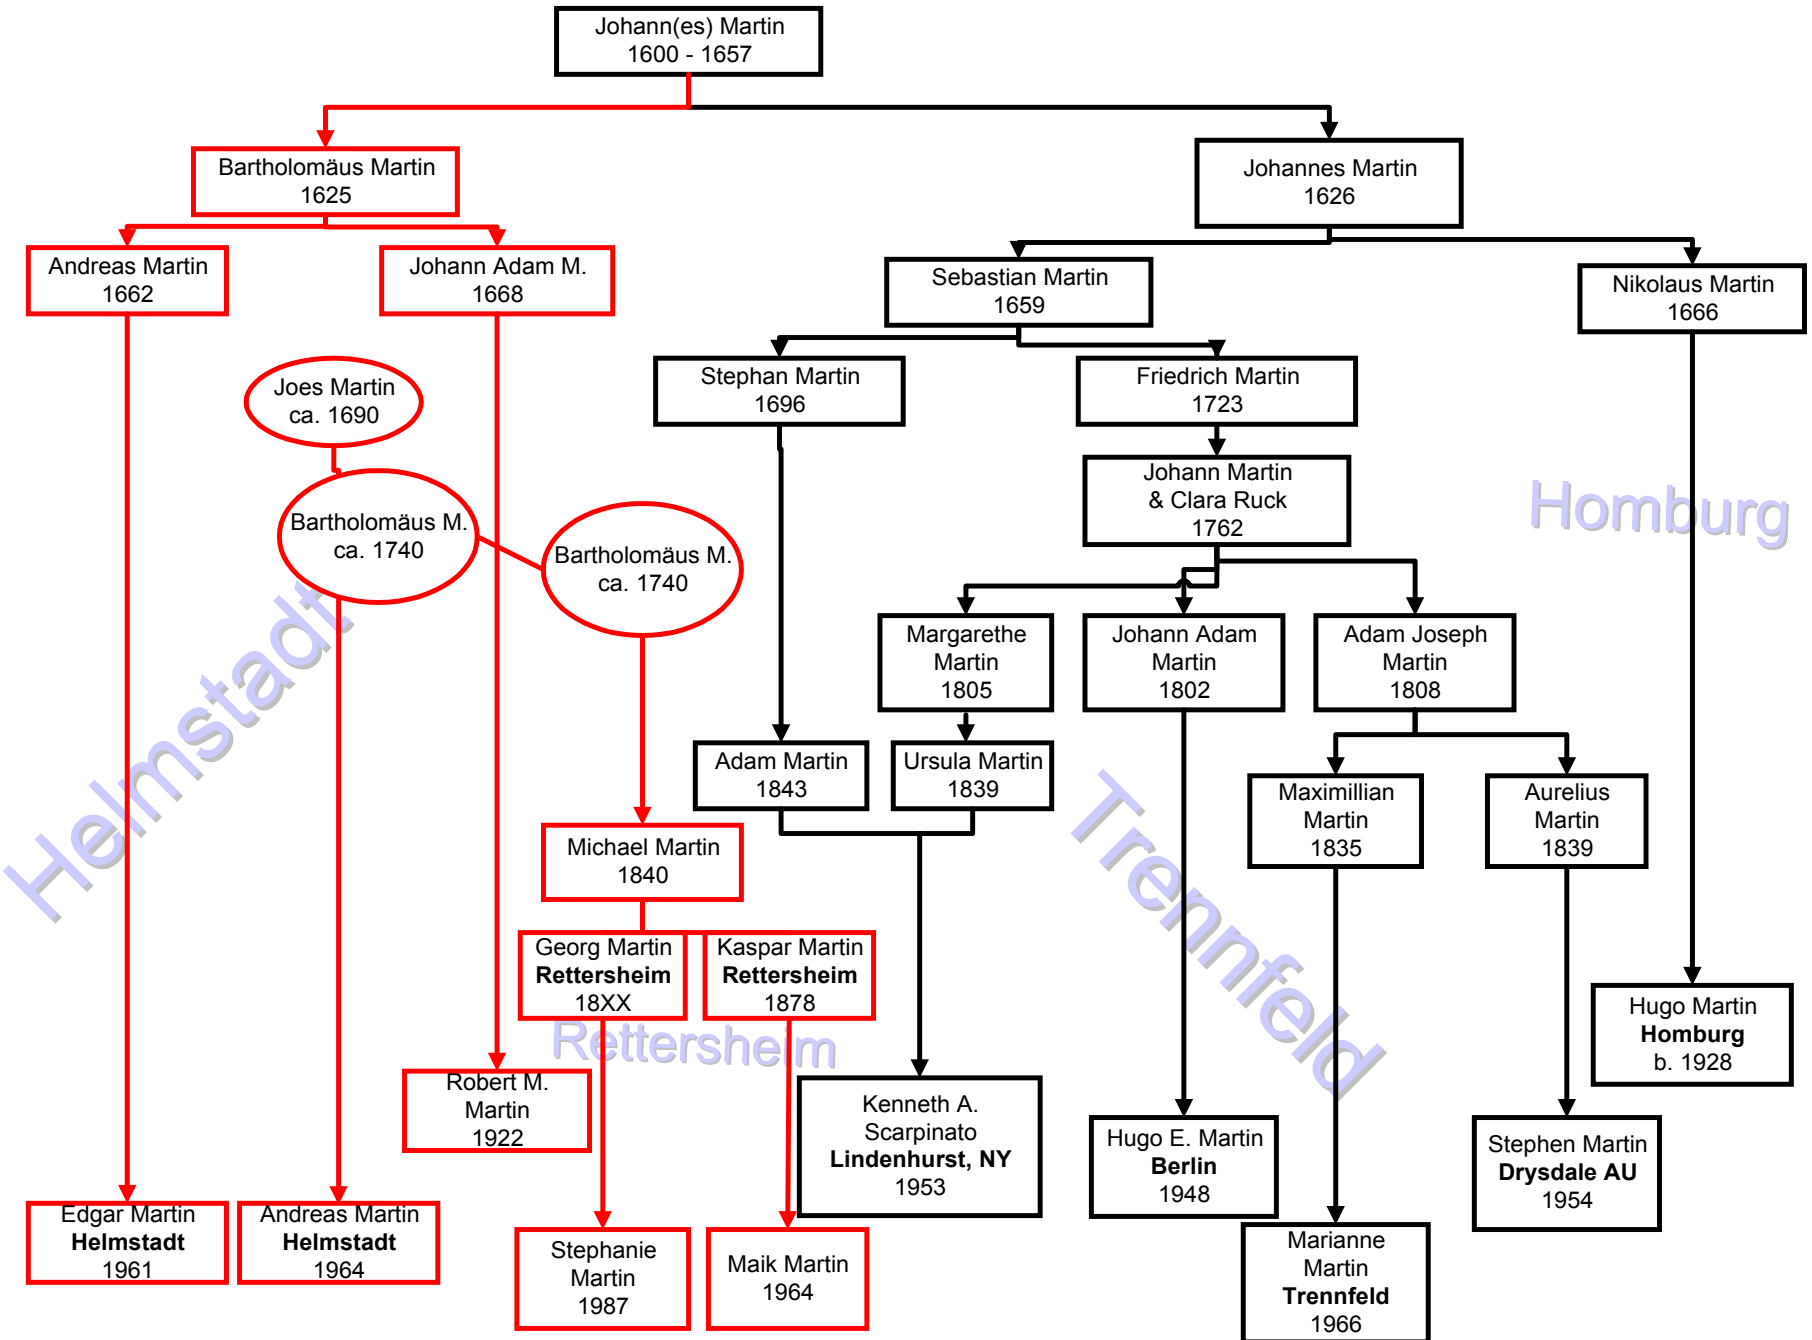 Johann(es) Martin
1600 - 1657
Bartholomäus Martin
1625
Johannes Martin
1626
Andreas Martin
1662
Johann Adam M.
1668
Sebastian Martin
1659
Nikolaus Martin
1666
Joes Martin
ca. 1690
Stephan Martin
1696
Friedrich Martin
1723
Bartholomäus M.
ca. 1740
Bartholomäus M.
ca. 1740
Johann Martin
& Clara Ruck
1762
Homburg
Helmstadt
Margarethe
Martin
1805
Johann Adam
Martin
1802
Adam Joseph
Martin
1808
Adam Martin
1843
Ursula Martin
1839
Trennfeld
Maximillian
Martin
1835
Aurelius
Martin
1839
Michael Martin
1840
Georg Martin
Rettersheim
18XX
Kaspar Martin
Rettersheim
1878
Rettersheim
Hugo Martin
Homburg
b. 1928
Robert M.
Martin
1922
Kenneth A.
Scarpinato
Lindenhurst, NY
1953
Hugo E. Martin
Berlin
1948
Stephen Martin
Drysdale AU
1954
Edgar Martin
Helmstadt
1961
Andreas Martin
Helmstadt
1964
Stephanie
Martin
1987
Maik Martin
1964
Marianne
Martin
Trennfeld
1966